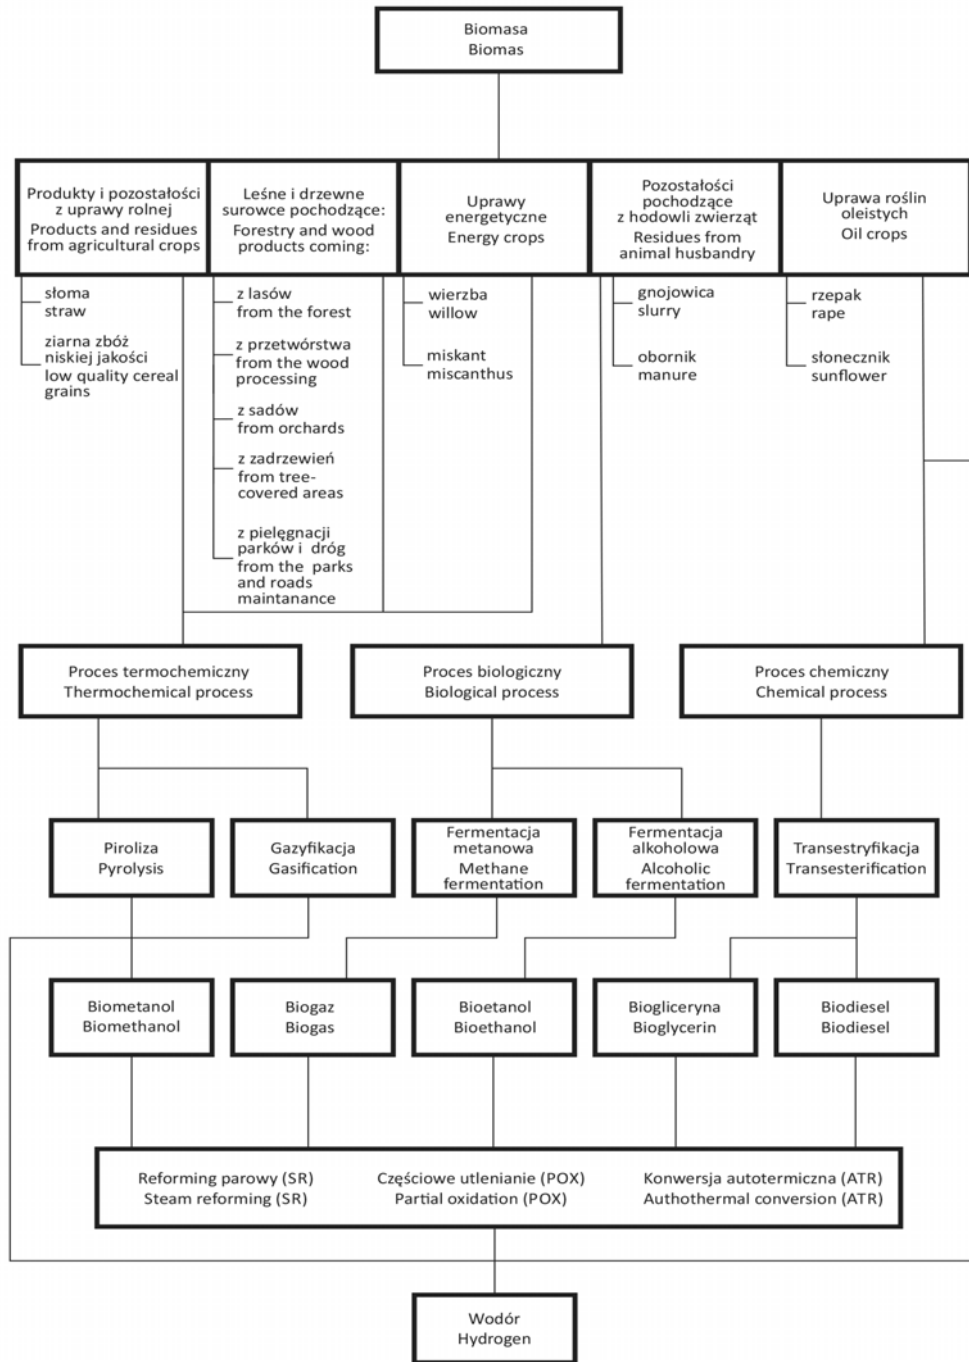 Biomasa
Biomas
Produkty i pozostałości
z uprawy rolnej
Products and residues
from agricultural crops
Leśne i drzewne
surowce pochodzące:
Forestry and wood
products coming:
Uprawy
energetyczne
Energy crops
Pozostałości
pochodzące
z hodowli zwierząt
Residues from
animal husbandry
Uprawa roślin
oleistych
Oil crops
słoma
straw
ziarna zbóż
niskiej jakości
low quality cereal
grains
z lasów
from the forest
z przetwórstwa
from the wood
processing
z sadów
from orchards
z zadrzewień
from tree-
covered areas
z pielęgnacji
parków i dróg
from the parks
and roads
maintanance
wierzba
willow
miskant
miscanthus
gnojowica
slurry
obornik
manure
rzepak
rape
słonecznik
sunflower
Proces termochemiczny
Thermochemical process
Proces biologiczny
Biological process
Proces chemiczny
Chemical process
Piroliza
Pyrolysis
Gazyfikacja
Gasification
Fermentacja
metanowa
Methane
fermentation
Fermentacja
alkoholowa
Alcoholic
fermentation
Transestryfikacja
Transesterification
Biometanol
Biomethanol
Biogaz
Biogas
Bioetanol
Bioethanol
Biogliceryna
Bioglycerin
Biodiesel
Biodiesel
Reforming parowy (SR)
Steam reforming (SR)
Częściowe utlenianie (POX)
Partial oxidation (POX)
Konwersja autotermiczna (ATR)
Authothermal conversion (ATR)
Wodór
Hydrogen